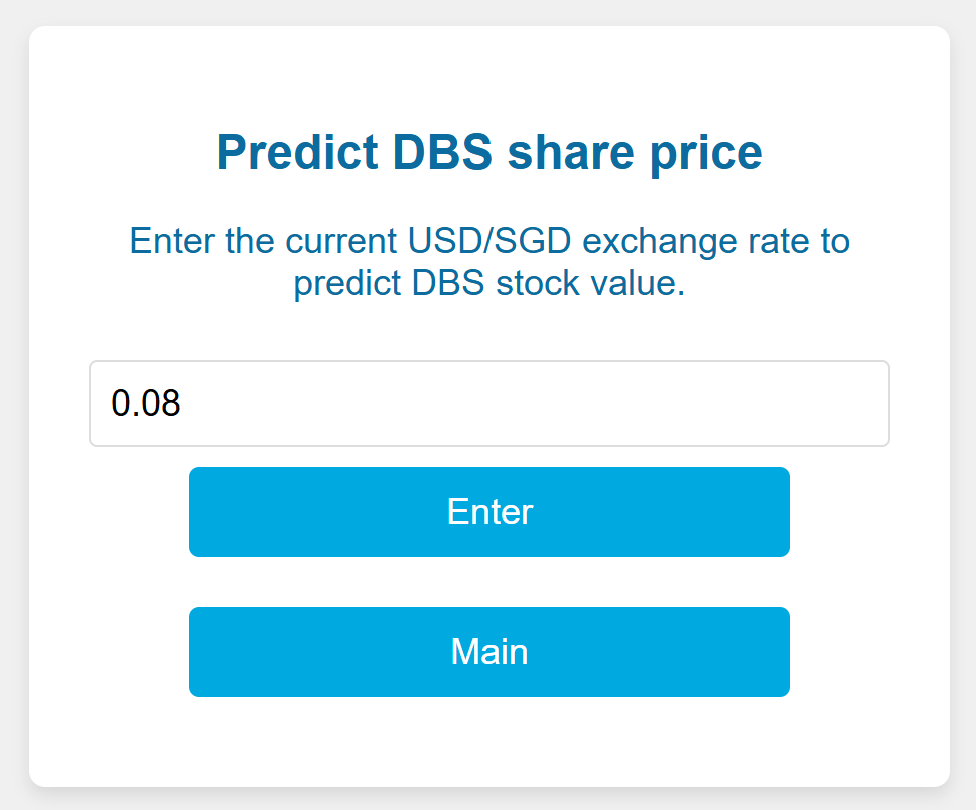 Predict DBS share price
Enter the current USD/SGD exchange rate to
predict DBS stock value.
0.08
Enter
Main